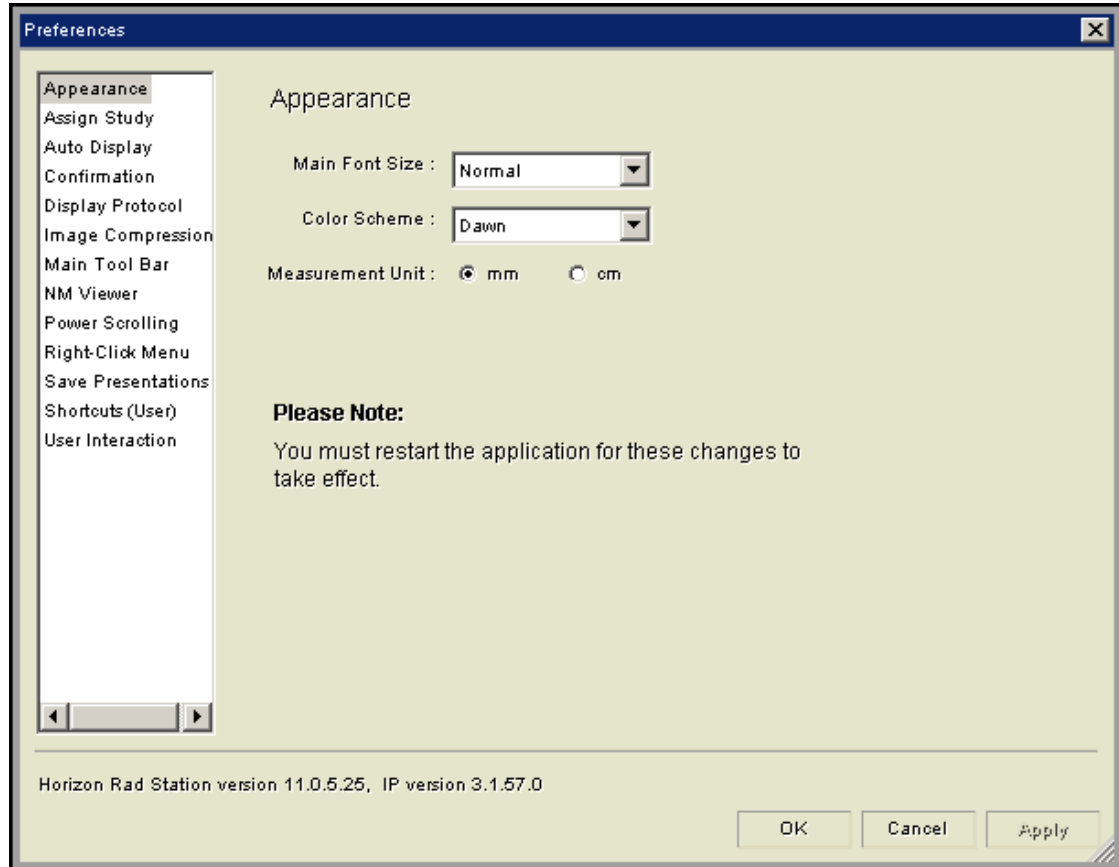 Preferences
Appearance
Assign Study
Auto Display
Confirmation
Display Protocol
Image Compression
Main Tool Bar
NM Viewer
Power Scrolling
Right-Click Menu
Save Presentations
Shortcuts (User)
User Interaction
Appearance
Main Font Size : Normal
Color Scheme : Dawn
Measurement Unit : mm cm
Please Note:
You must restart the application for these changes to
take effect.
Horizon Rad Station version 11.0.5.25, IP version 3.1.57.0
OK Cancel Apply